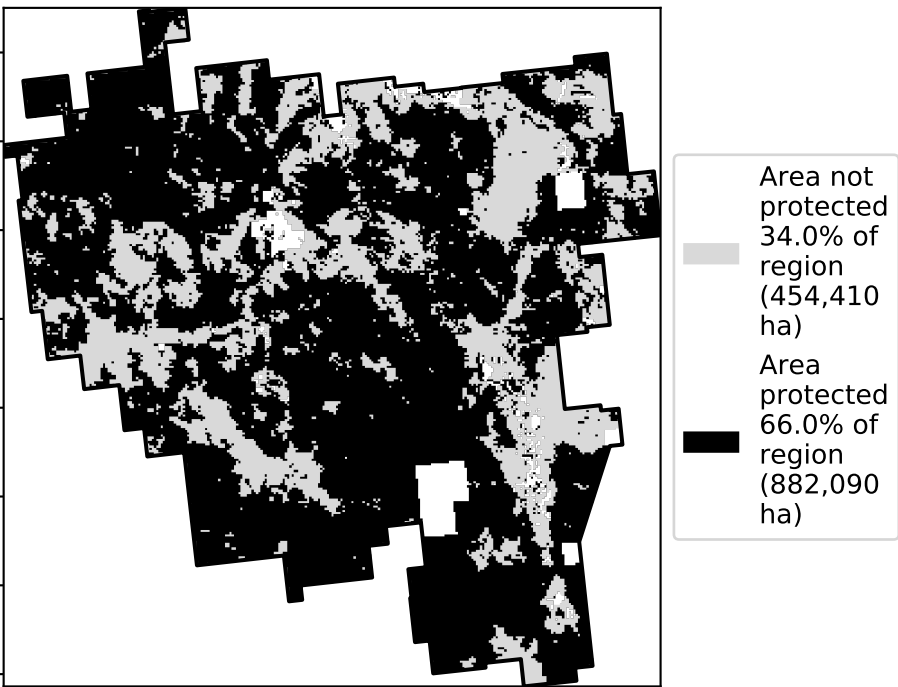 Area not
protected
34.0% of
region
(454,410
ha)
Area
protected
66.0% of
region
(882,090
ha)